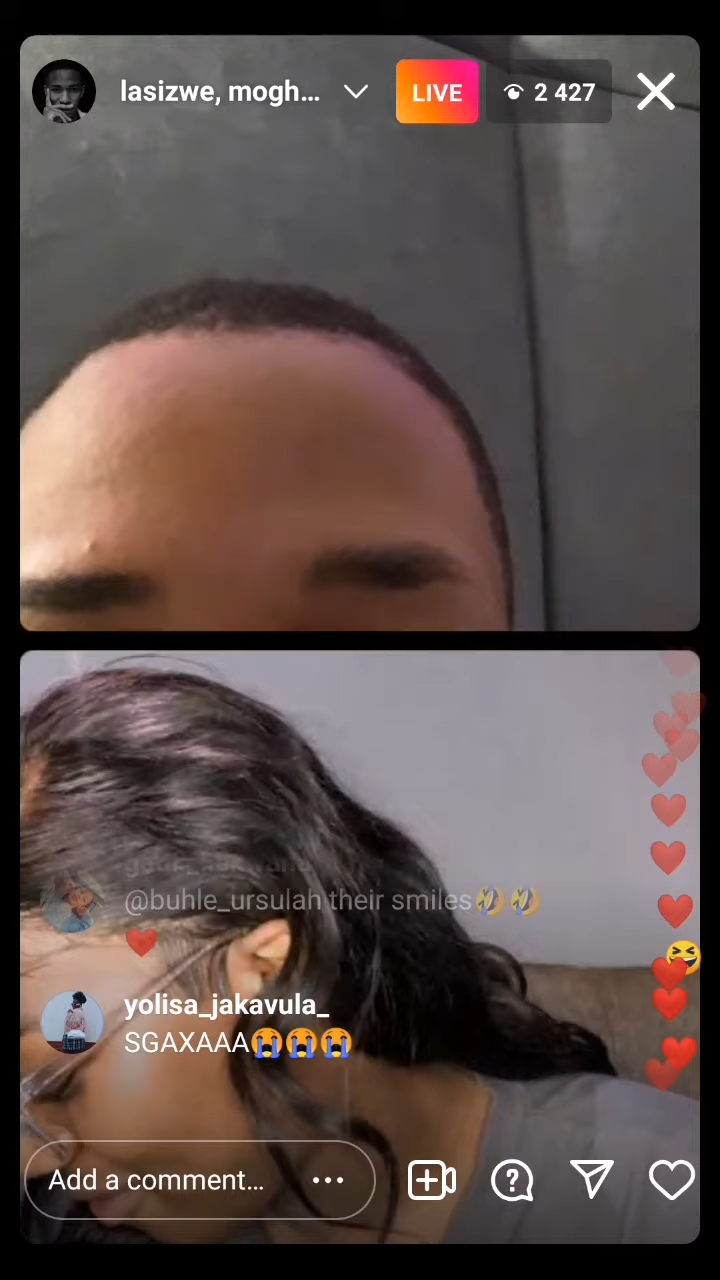 lasizwe, mogh...
LIVE
2 427
@buhle_ursulah their smiles🤣🤣
❤️
yolisa_jakavula_
SGAXAAA😭😭😭
Add a comment...